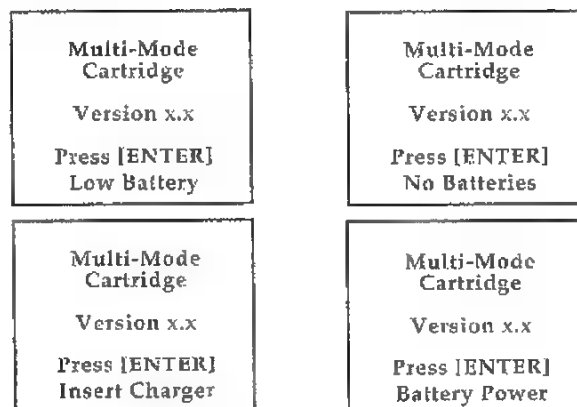 Multi-Mode
Cartridge
Version x.x
Press [ENTER]
Low Battery
Multi-Mode
Cartridge
Version x.x
Press [ENTER]
No Batteries
Multi-Mode
Cartridge
Version x.x
Press [ENTER]
Insert Charger
Multi-Mode
Cartridge
Version x.x
Press [ENTER]
Battery Power